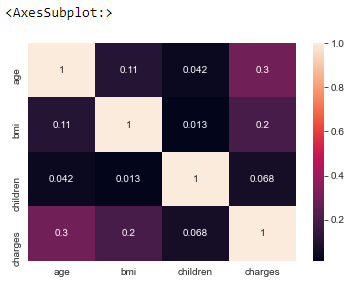 <AxesSubplot:>
1.0
age 1 0.11 0.042 0.3
0.8
bmi 0.11 1 0.013 0.2
0.6
children 0.042 0.013 1 0.068
0.4
charges 0.3 0.2 0.068 1
0.2
age bmi children charges